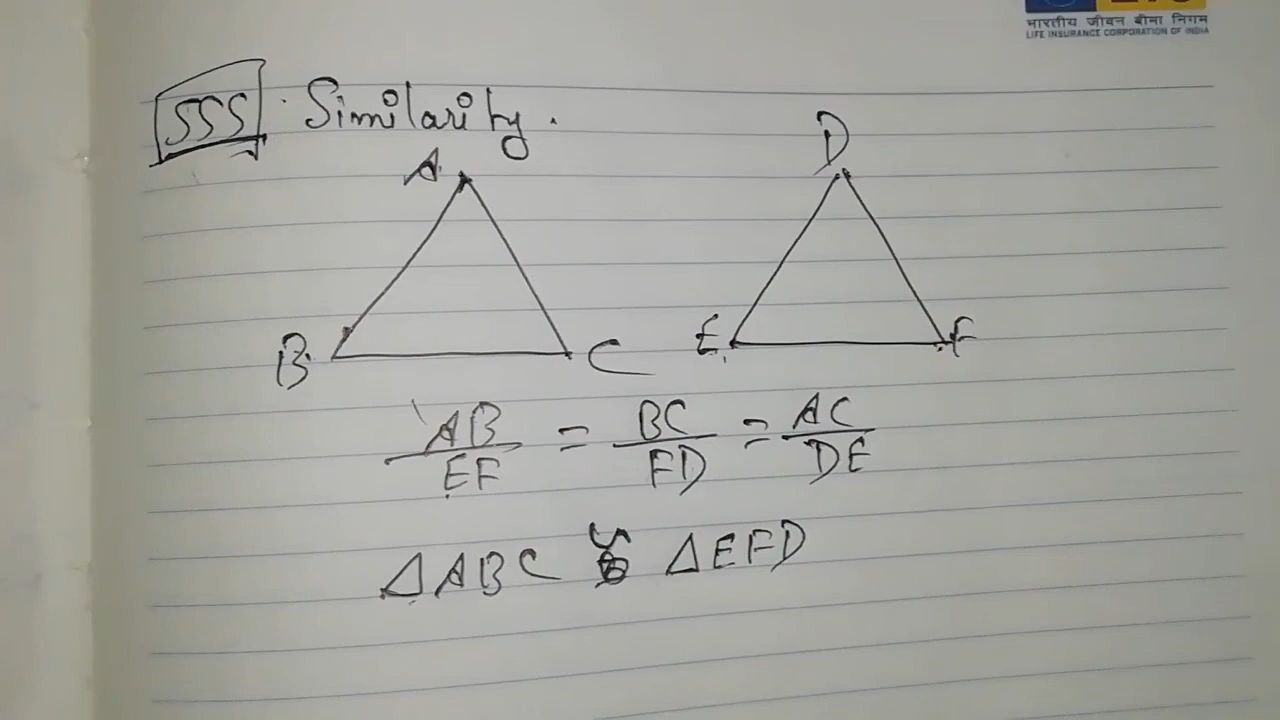 भारतीय जीवन बीमा निगम
LIFE INSURANCE CORPORATION OF INDIA
SSS Similarity.
A D
B C E F
AB/EF = BC/FD = AC/DE
△ABC ~ △EFD